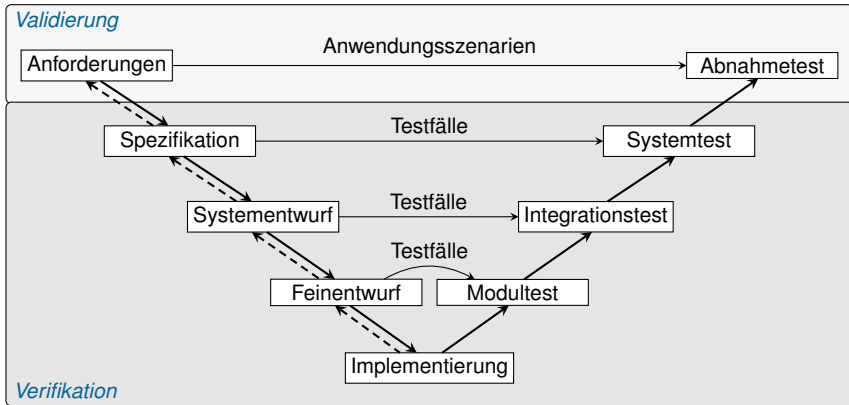 Validierung
Anwendungsszenarien
Anforderungen
Abnahmetest
Testfälle
Spezifikation
Systemtest
Testfälle
Systementwurf
Integrationstest
Testfälle
Feinentwurf
Modultest
Implementierung
Verifikation